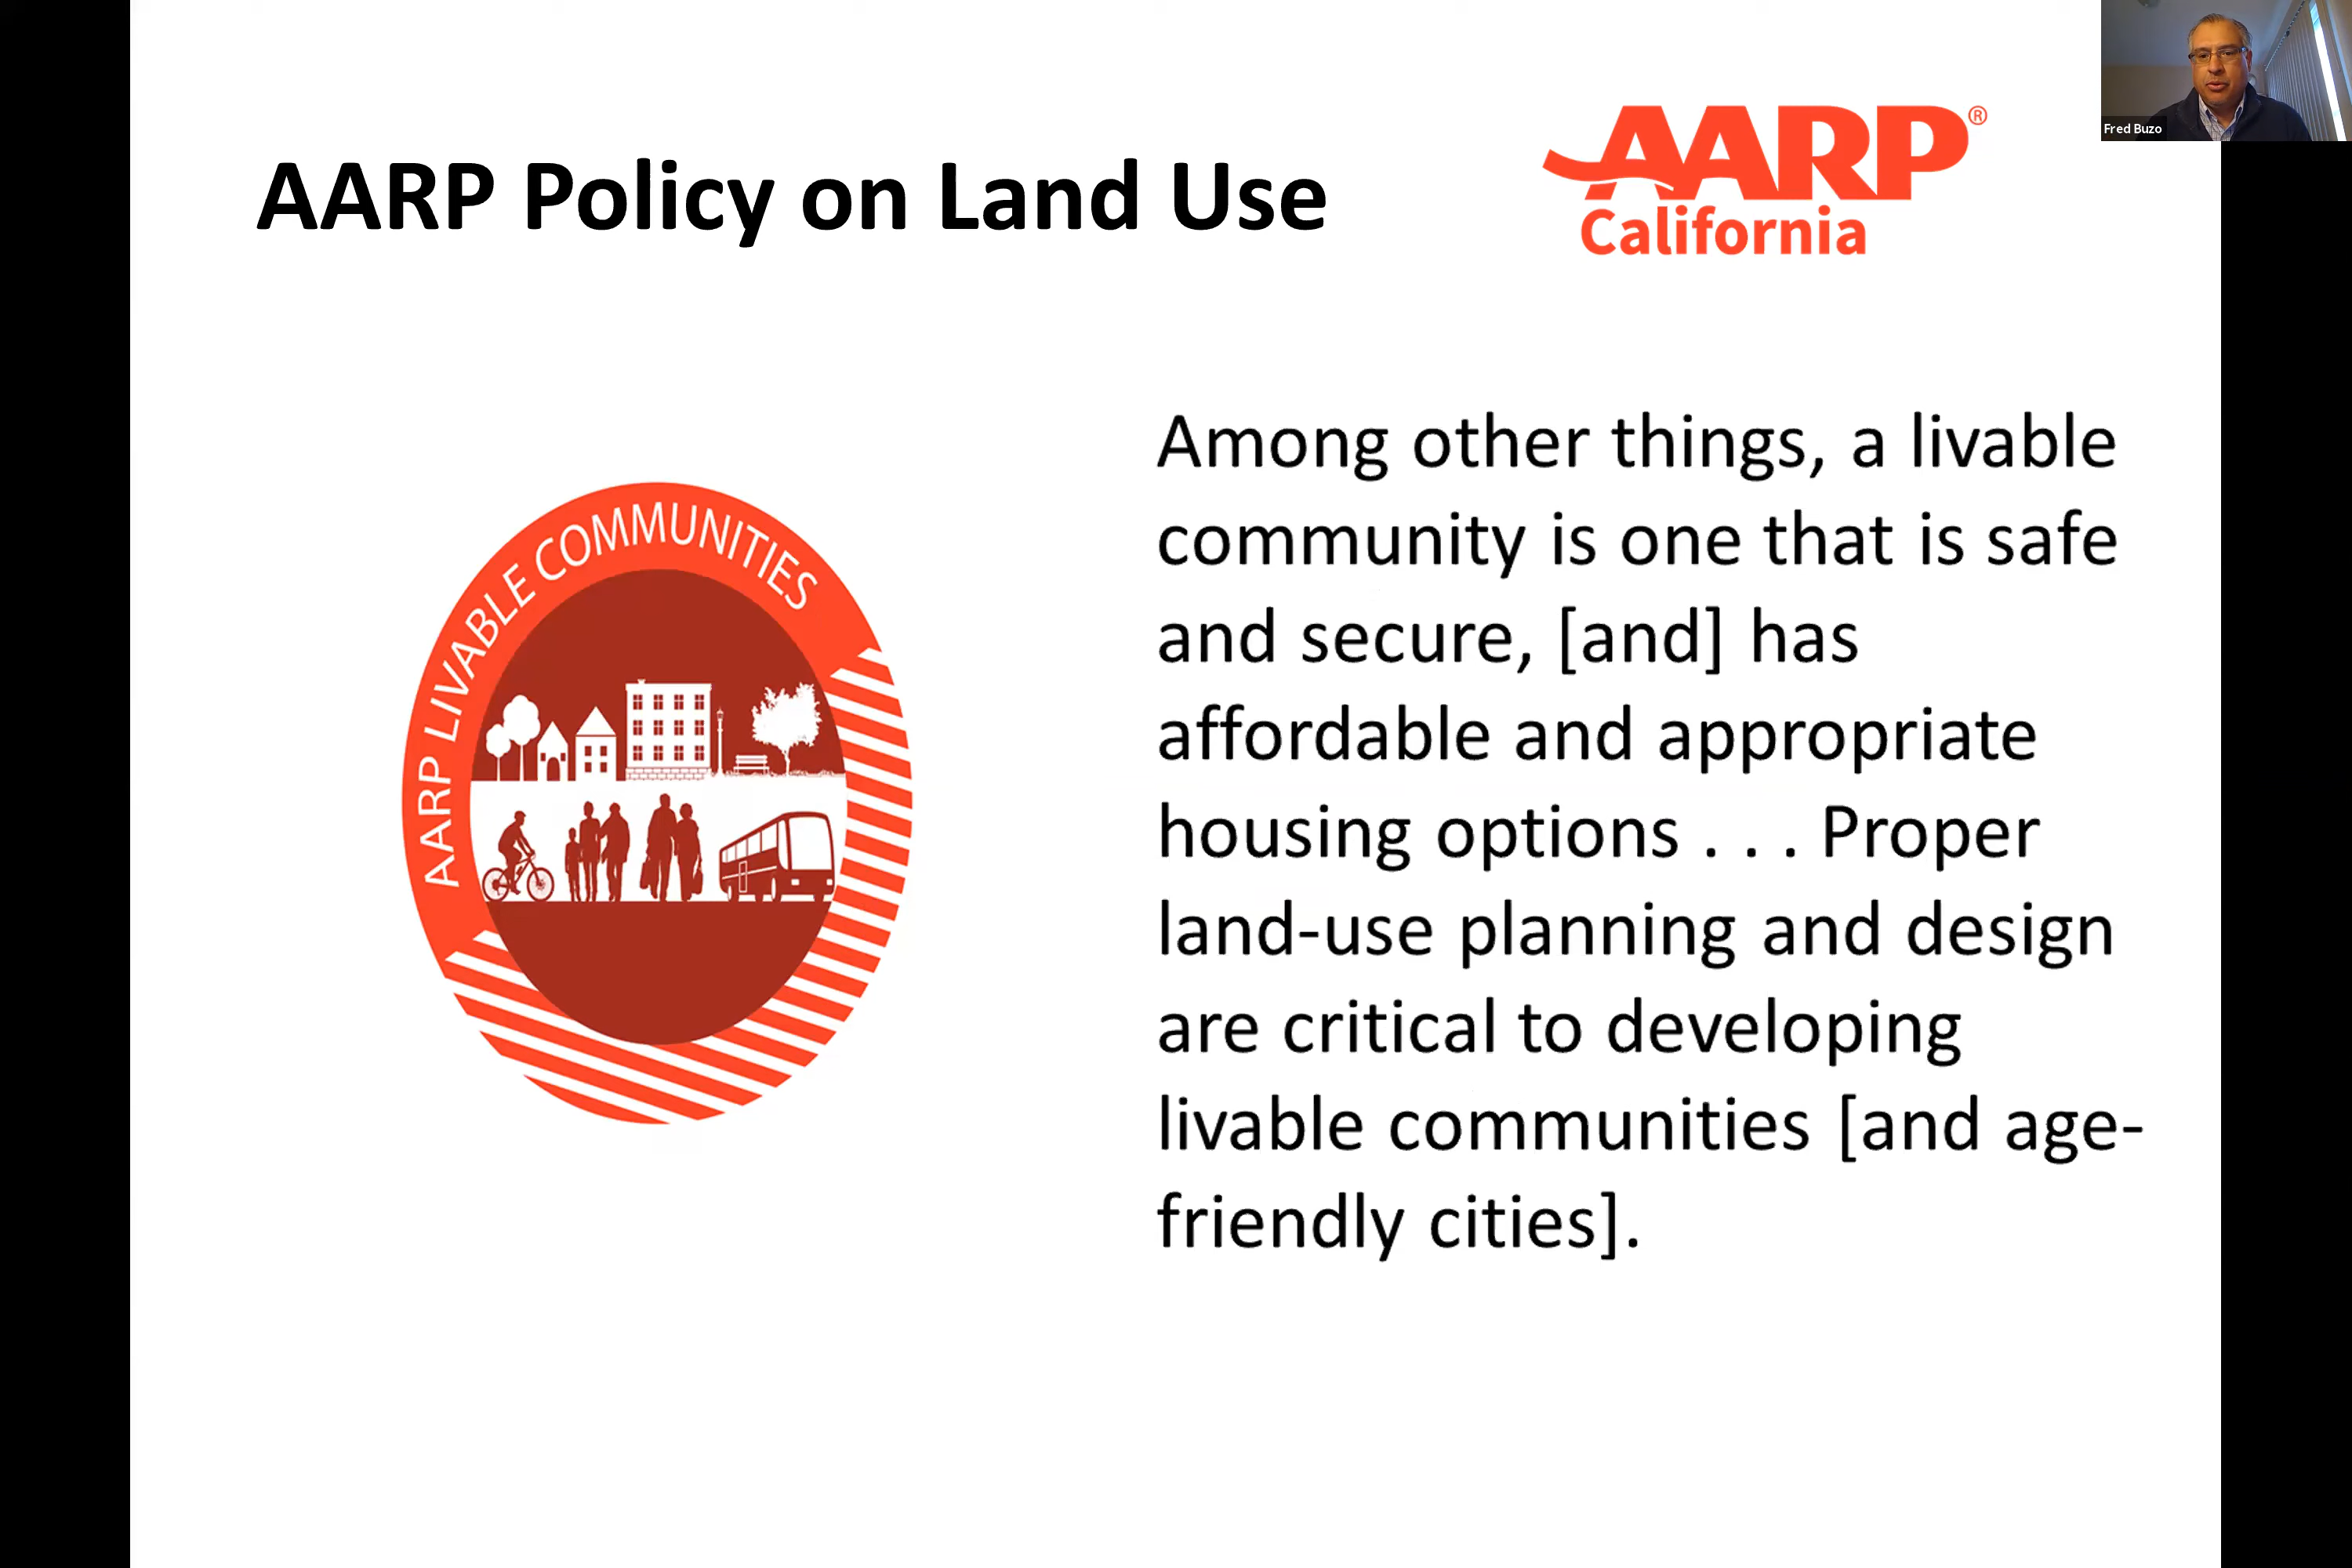 AARP Policy on Land Use
AARP®
California
Fred Buzo
AARP LIVABLE COMMUNITIES
Among other things, a livable
community is one that is safe
and secure, [and] has
affordable and appropriate
housing options . . . Proper
land-use planning and design
are critical to developing
livable communities [and age-
friendly cities].